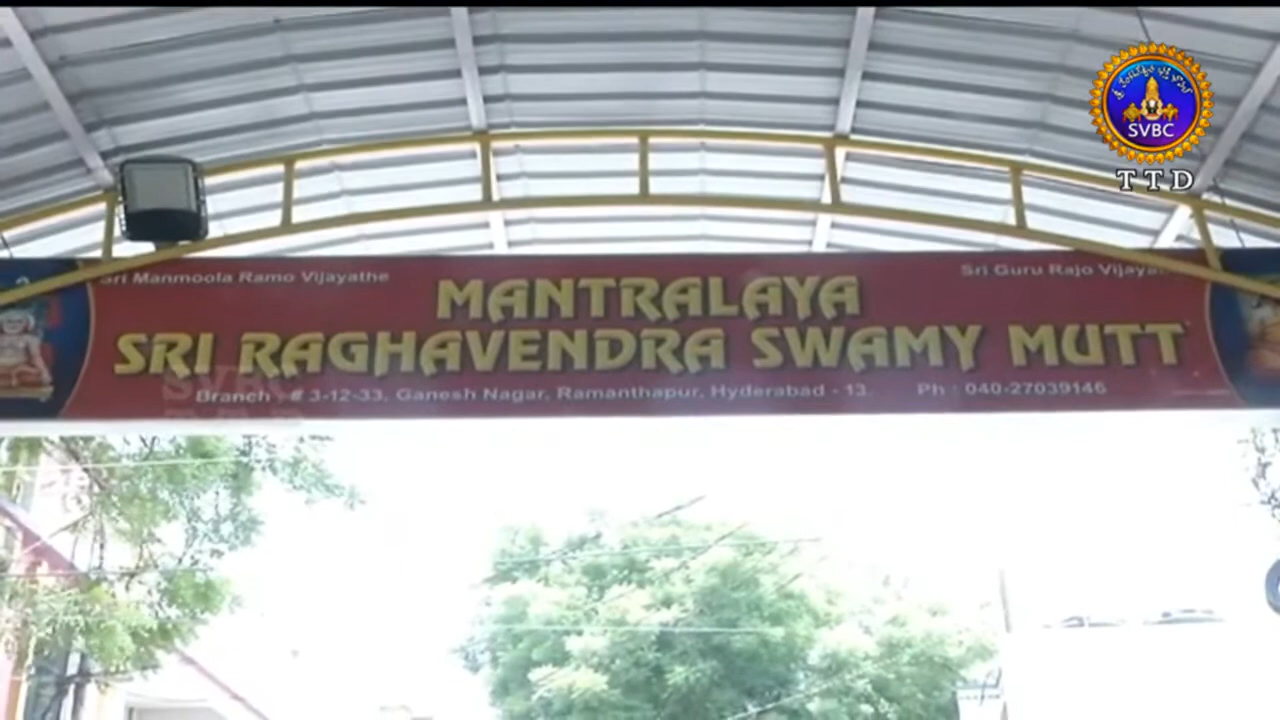 SVBC
TTD
Sri Manmoola Ramo Vijayathe
Sri Guru Rajo
MANTRALAYA
SRI RAGHAVENDRA SWAMY MUTT
Branch : # 3-12-33, Ganesh Nagar, Ramanthapur, Hyderabad - 13. Ph : 040-27039146